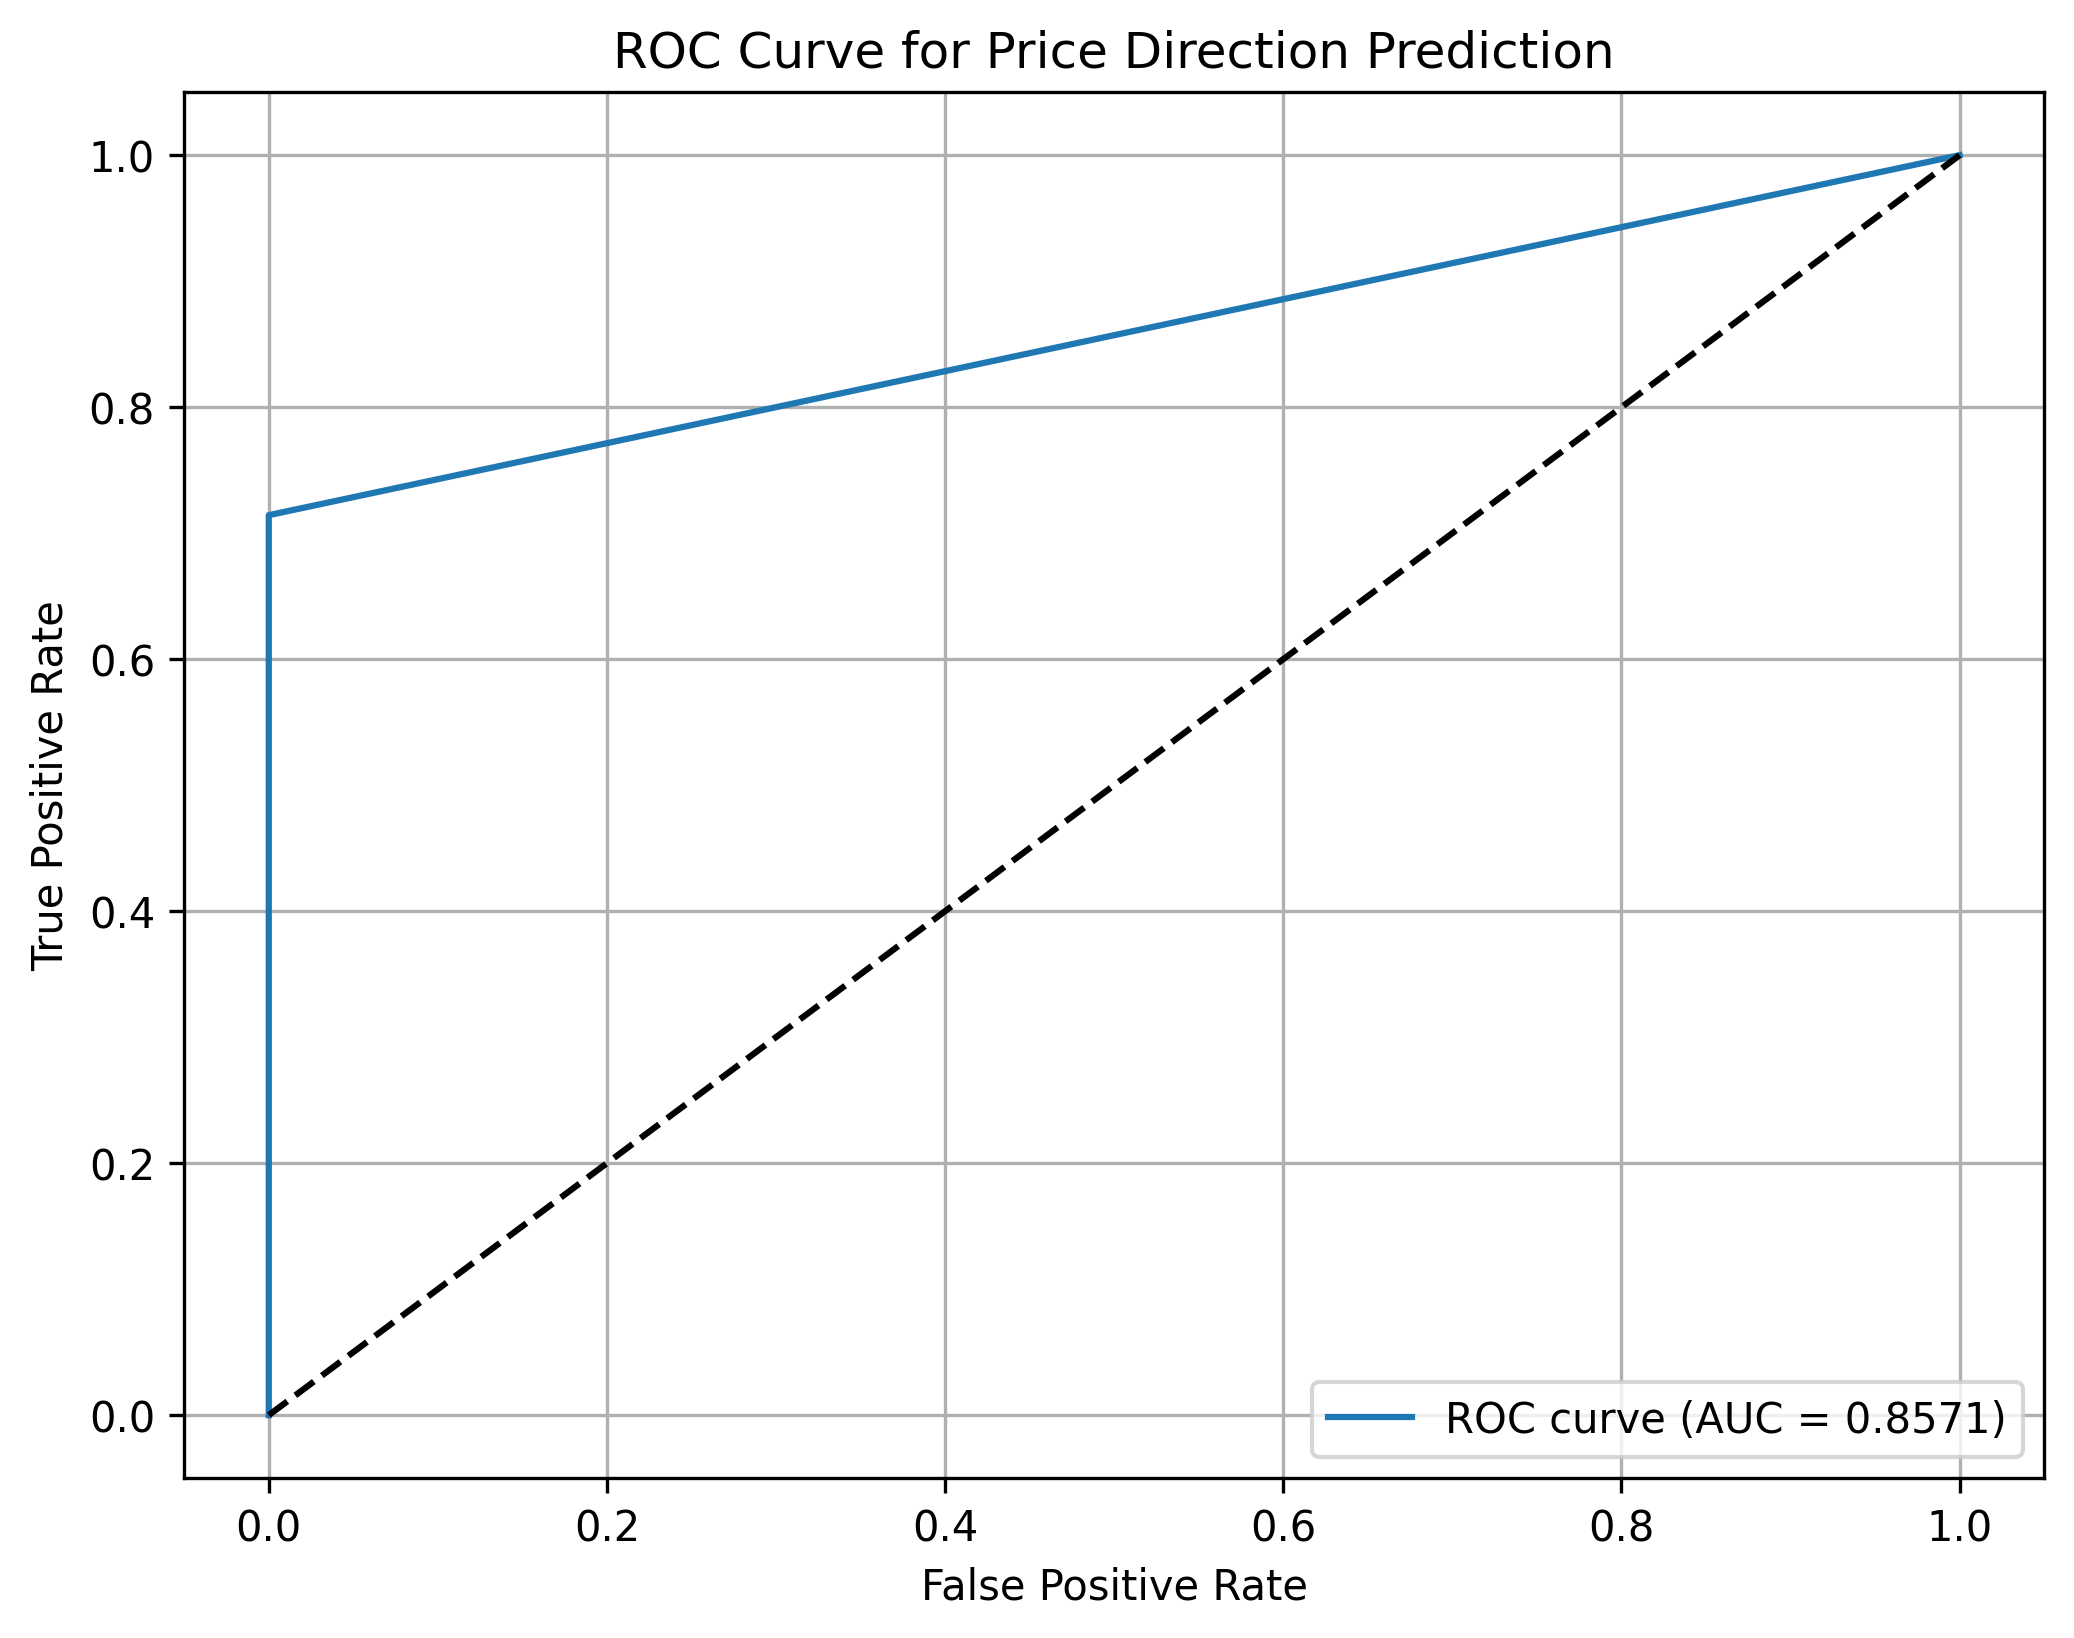 ROC Curve for Price Direction Prediction
True Positive Rate
1.0
0.8
0.6
0.4
0.2
0.0
ROC curve (AUC = 0.8571)
0.0 0.2 0.4 0.6 0.8 1.0
False Positive Rate